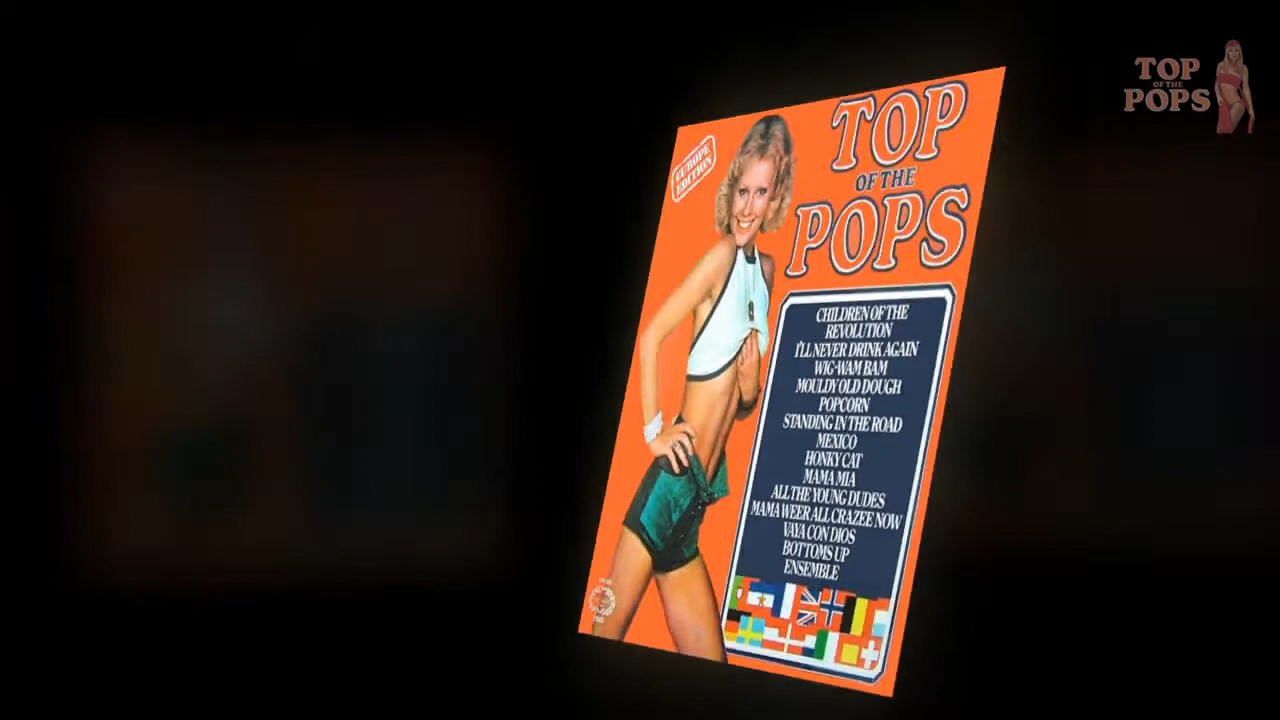 TOP
OF THE
POPS
EUROPE
EDITION
TOP
OF THE
POPS
CHILDREN OF THE
REVOLUTION
I'LL NEVER DRINK AGAIN
WIG-WAM BAM
MOULDY OLD DOUGH
POPCORN
STANDING IN THE ROAD
MEXICO
HONKY CAT
MAMA MIA
ALL THE YOUNG DUDES
MAMA WEER ALL CRAZEE NOW
VAYA CON DIOS
BOTTOMS UP
ENSEMBLE